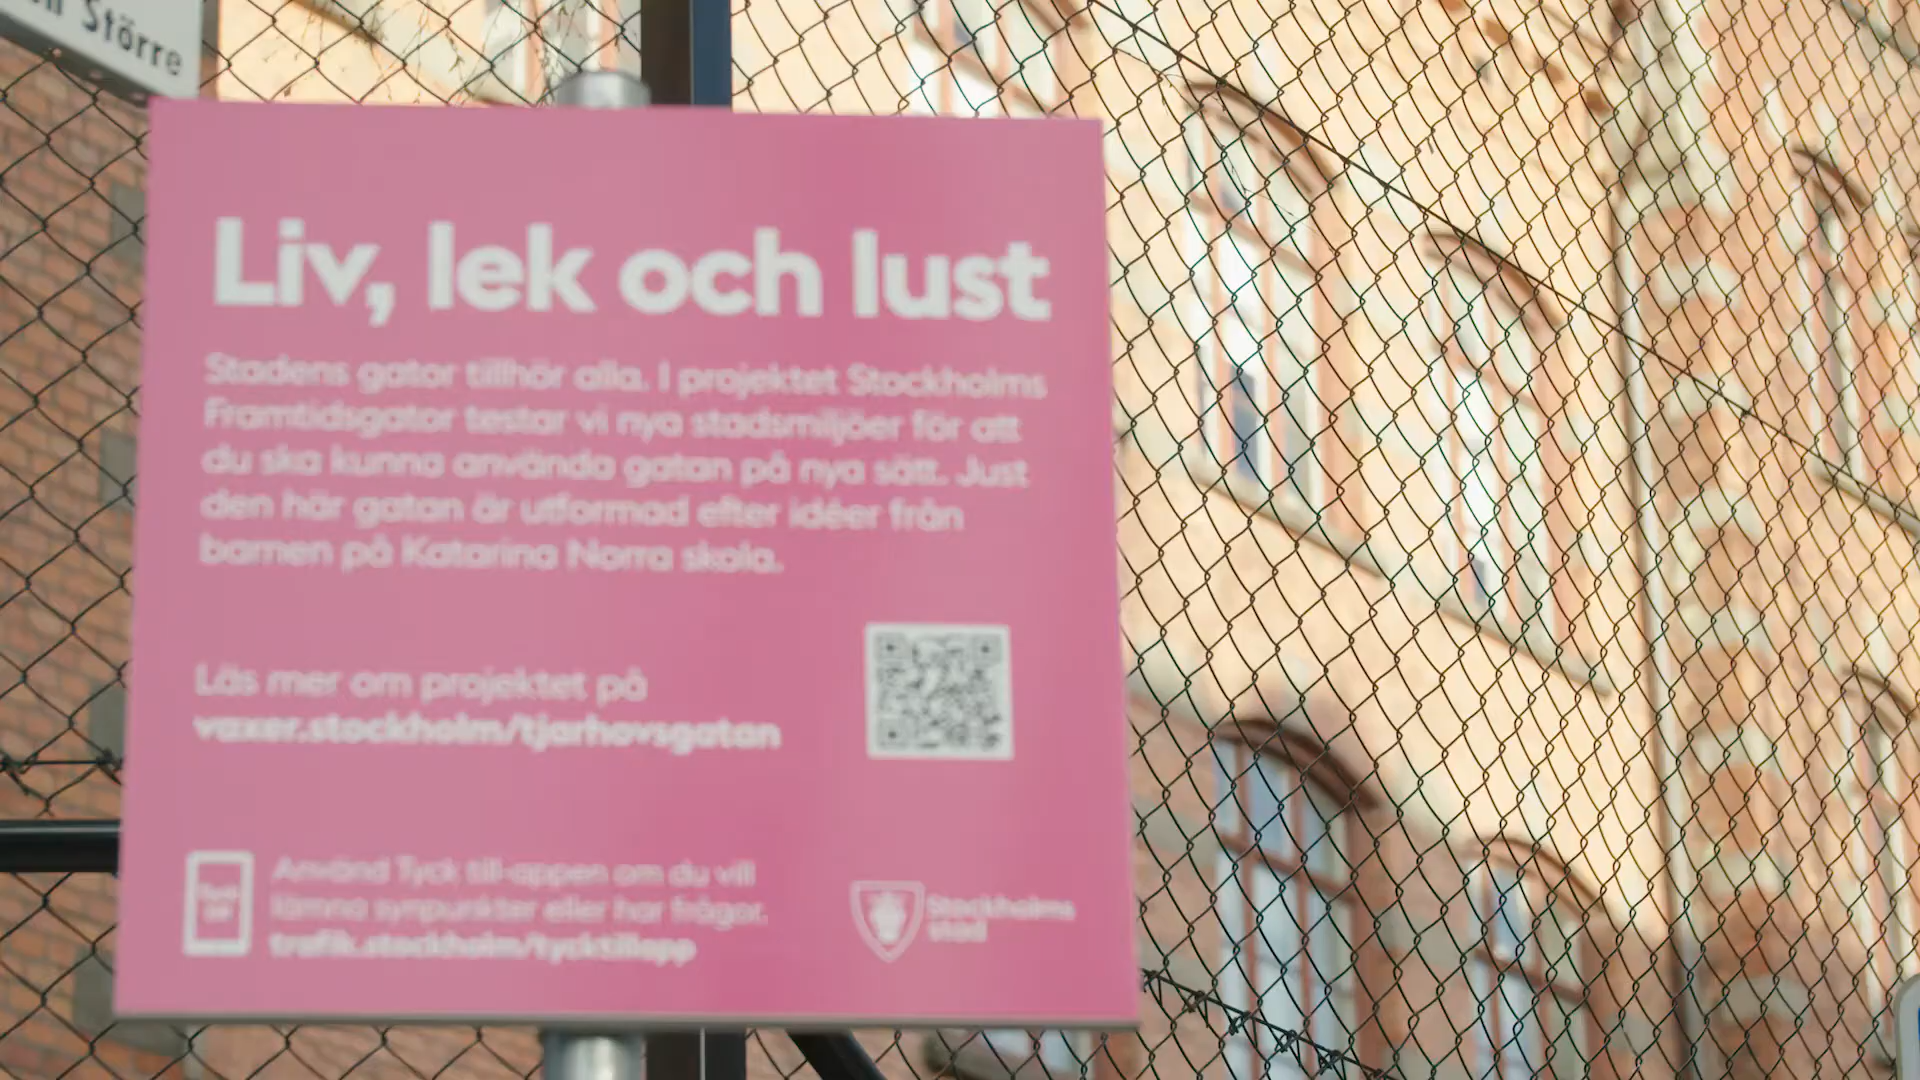 Större
Liv, lek och lust
Stadens gator tillhör alla. I projektet Stockholms
Framtidsgator testar vi nya stadsmiljöer för att
du ska kunna använda gatan på nya sätt. Just
den här gatan är utformad efter idéer från
barnen på Katarina Norra skola.
Läs mer om projektet på
vaxer.stockholm/tjarhovsgatan
Använd Tyck till-appen om du vill
lämna synpunkter eller har frågor.
trafik.stockholm/tycktillapp
Tyck
till
Stockholms
stad